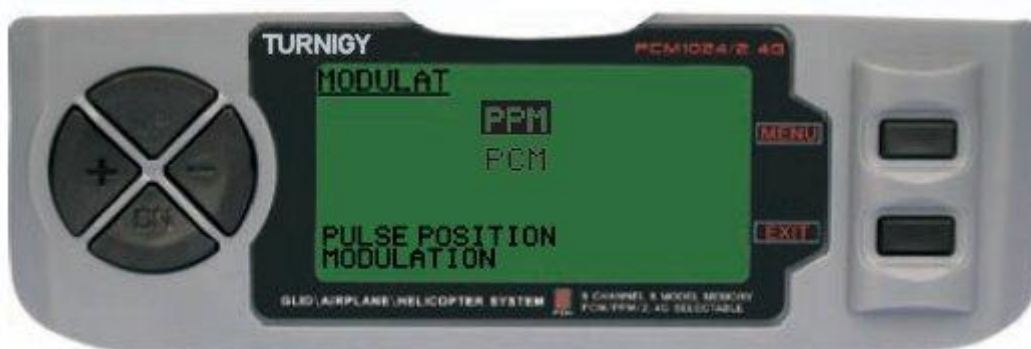 TURNIGY
PCM1024/2.4G
MODULAT
PPM
PCM
MENU
+
-
PULSE POSITION
MODULATION
EXIT
GLID\AIRPLANE\HELICOPTER SYSTEM
CHANNEL 8 MODEL MEMORY
PCM/PPM/2.4G SELECTABLE